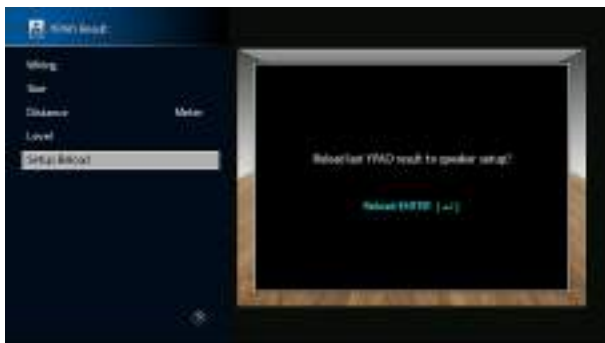 YPAO Result
Wiring
Size
Distance Meter
Level
Setup Reload
Reload last YPAO result to speaker setup?
Reload:ENTER [↵]